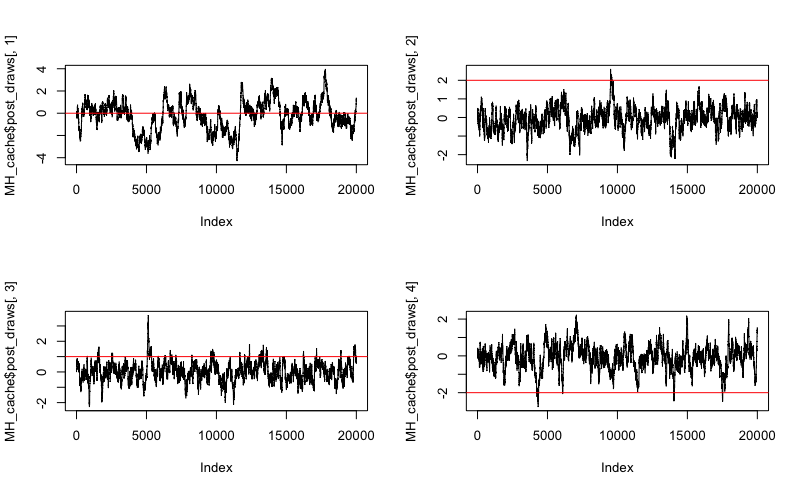 MH_cache$post_draws[, 1]
4
2
0
-4
0 5000 10000 15000 20000
Index
MH_cache$post_draws[, 2]
2
1
0
-2
0 5000 10000 15000 20000
Index
MH_cache$post_draws[, 3]
2
0
-2
0 5000 10000 15000 20000
Index
MH_cache$post_draws[, 4]
2
0
-2
0 5000 10000 15000 20000
Index